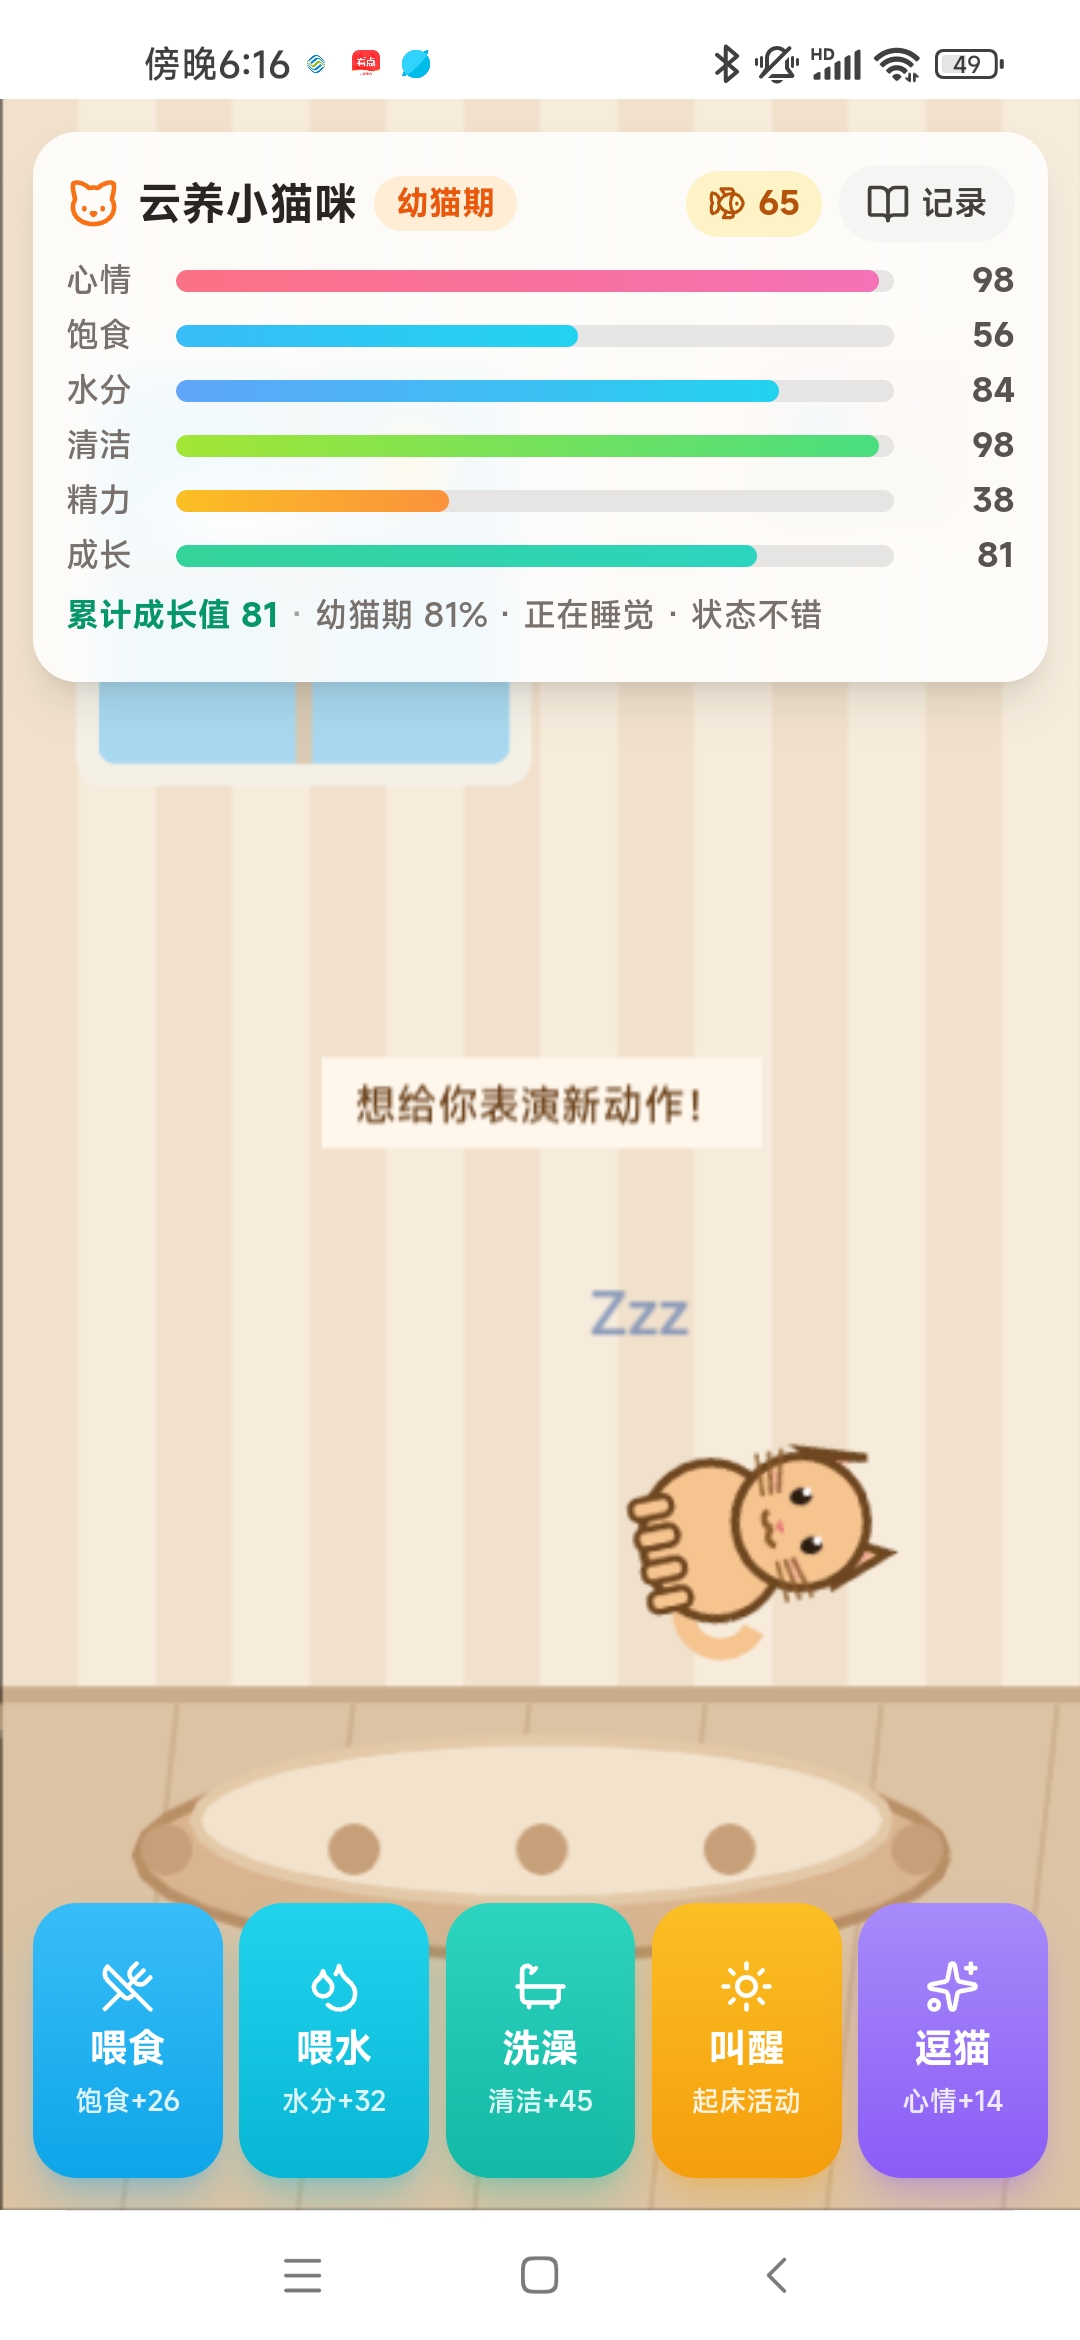 傍晚6:16
有点
HD
49
云养小猫咪
幼猫期
65
记录
心情 98
饱食 56
水分 84
清洁 98
精力 38
成长 81
累计成长值 81 · 幼猫期 81% · 正在睡觉 · 状态不错
想给你表演新动作!
Zzz
喂食
饱食+26
喂水
水分+32
洗澡
清洁+45
叫醒
起床活动
逗猫
心情+14